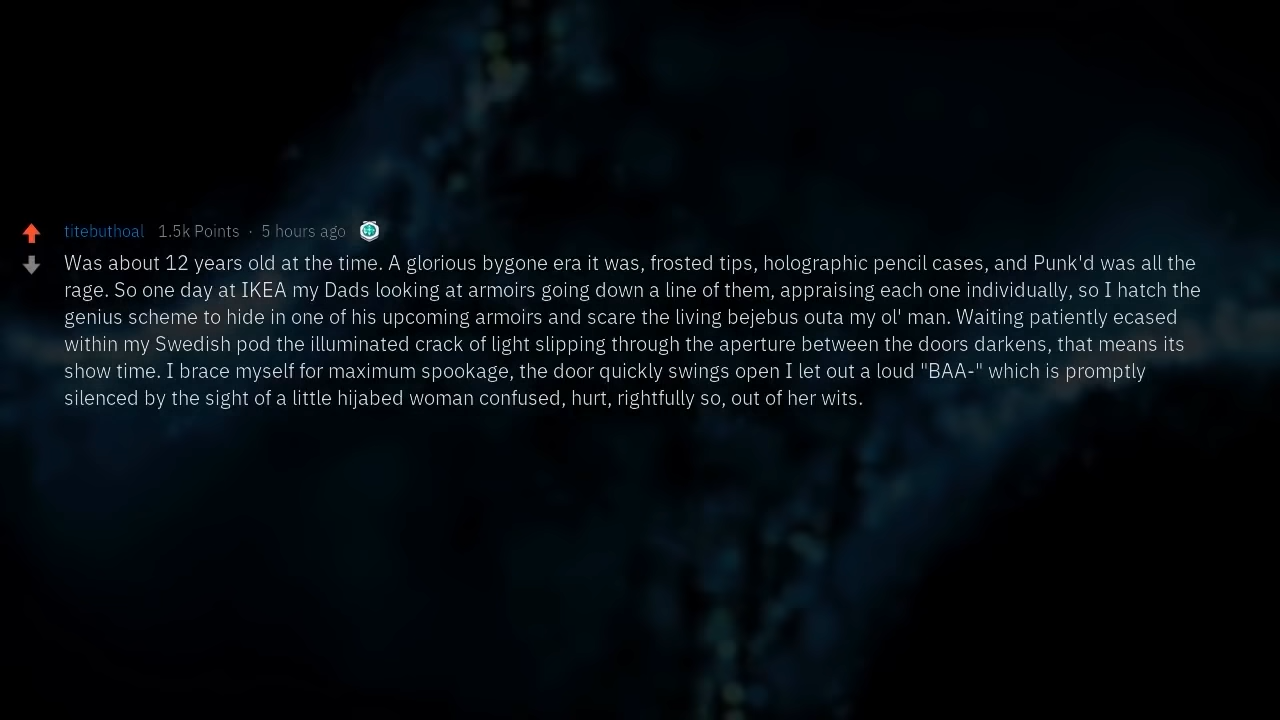 titebuthoal 1.5k Points · 5 hours ago
Was about 12 years old at the time. A glorious bygone era it was, frosted tips, holographic pencil cases, and Punk'd was all the
rage. So one day at IKEA my Dads looking at armoirs going down a line of them, appraising each one individually, so I hatch the
genius scheme to hide in one of his upcoming armoirs and scare the living bejebus outa my ol' man. Waiting patiently ecased
within my Swedish pod the illuminated crack of light slipping through the aperture between the doors darkens, that means its
show time. I brace myself for maximum spookage, the door quickly swings open I let out a loud "BAA-" which is promptly
silenced by the sight of a little hijabed woman confused, hurt, rightfully so, out of her wits.